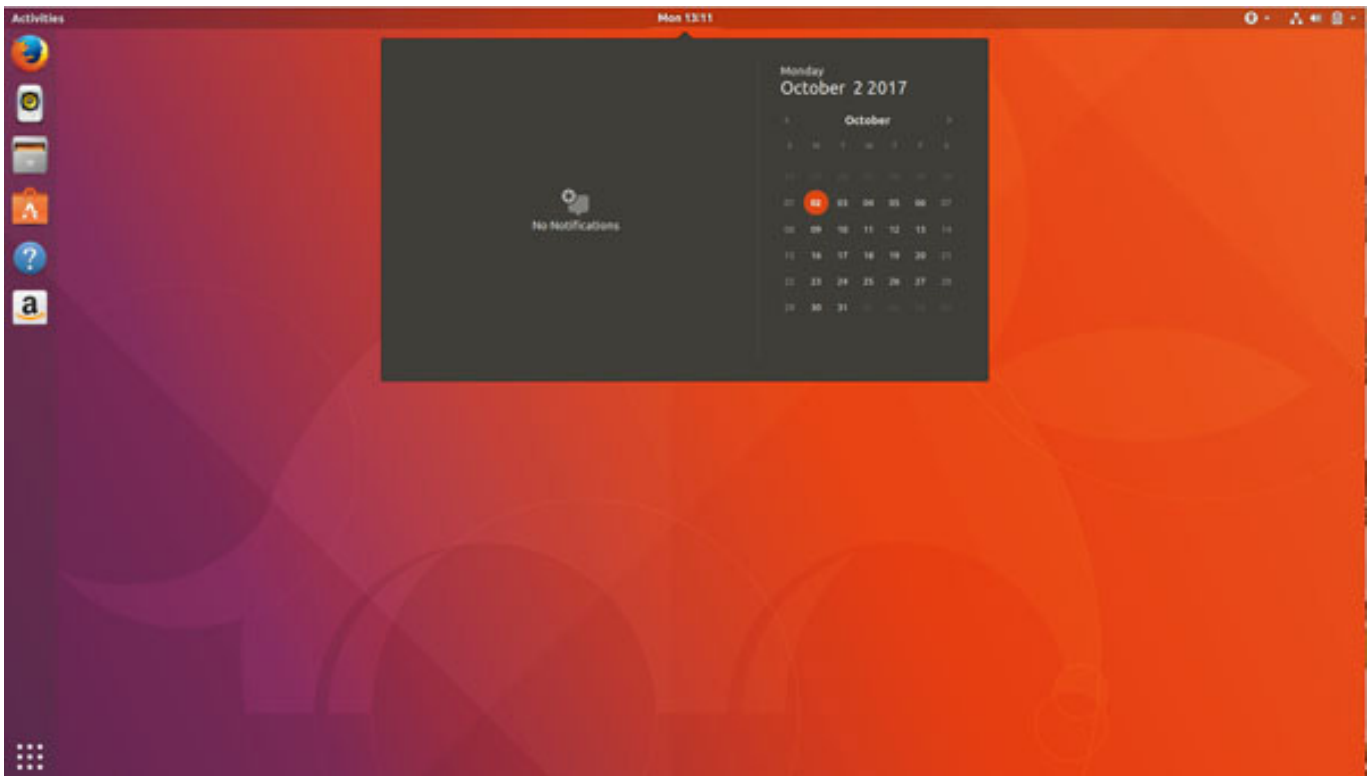 Activities
Mon 13:11
Monday
October 2 2017
October
No Notifications
02 03 04 05 06
09 10 11 12 13
16 17 18 19 20
23 24 25 26 27
30 31
a